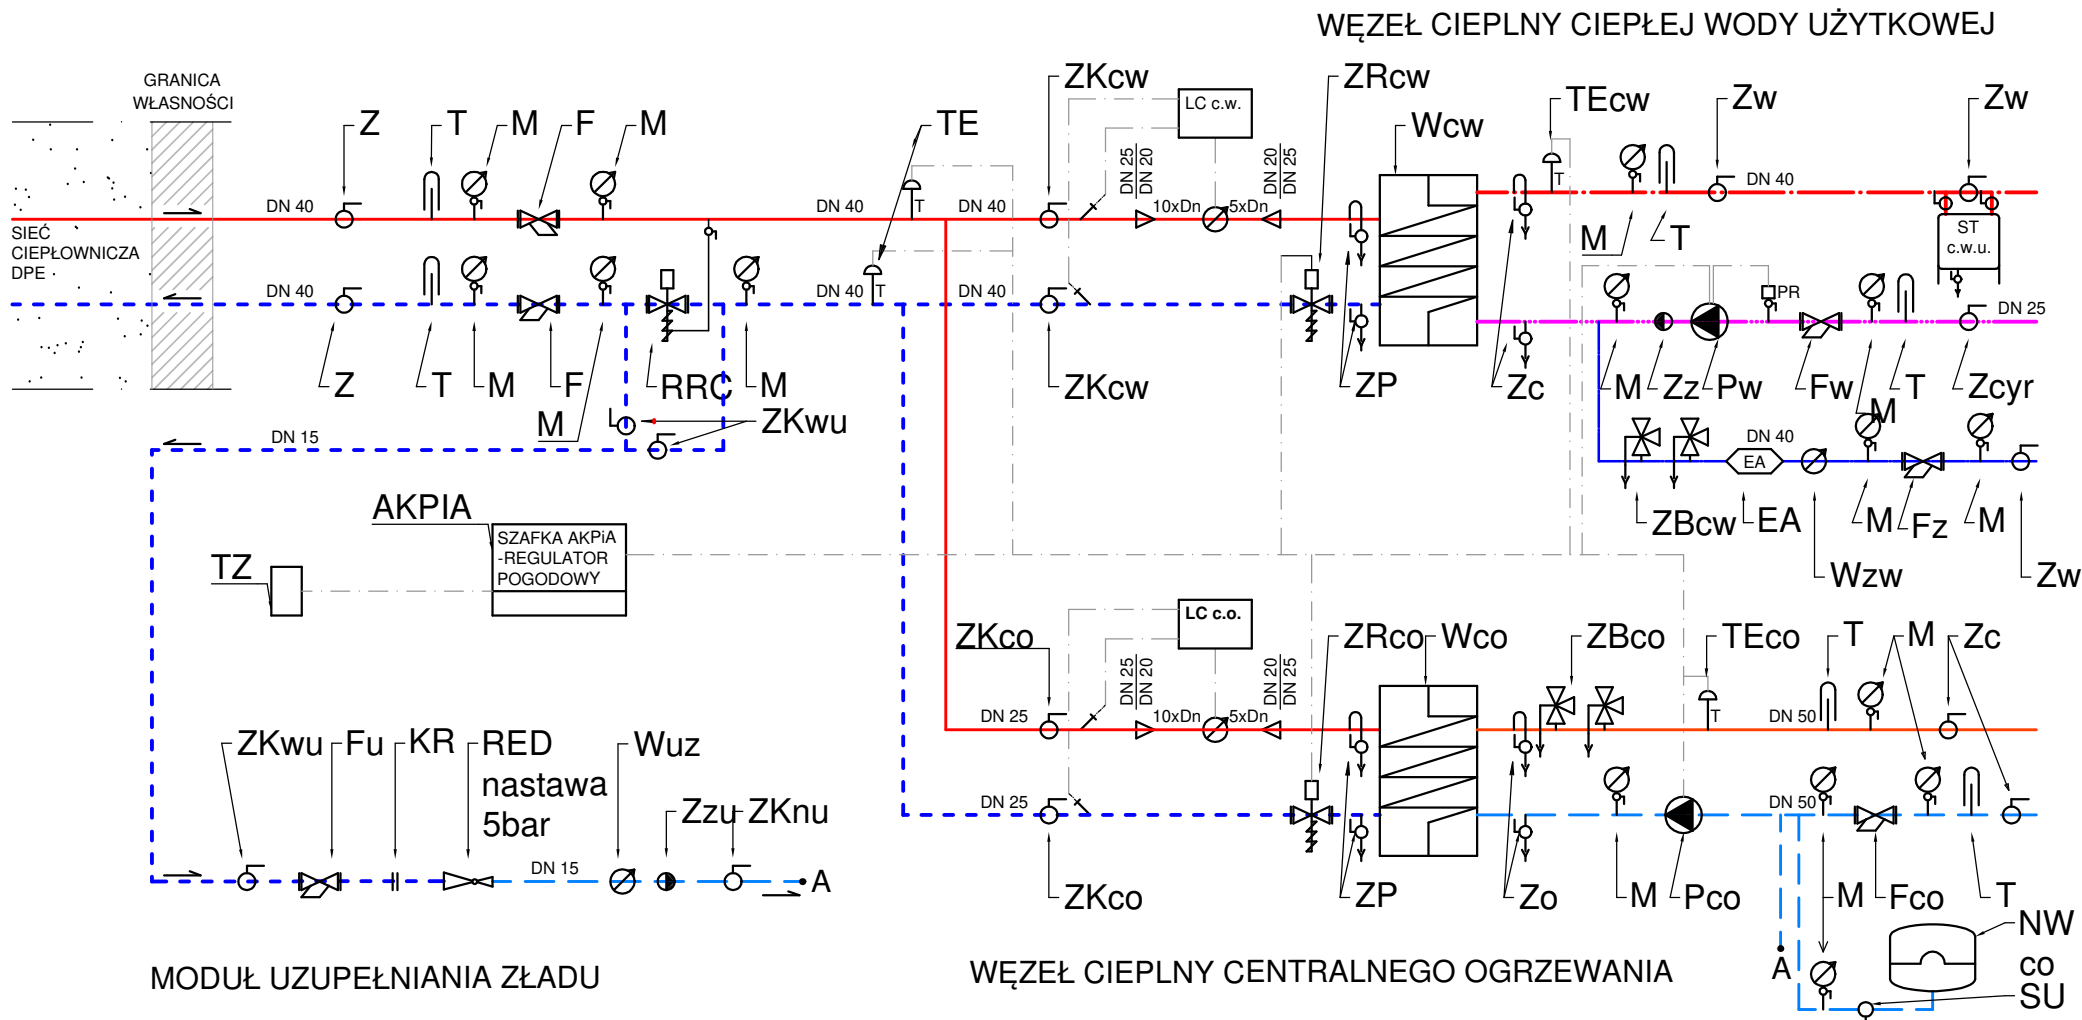 WĘZEŁ CIEPLNY CIEPŁEJ WODY UŻYTKOWEJ
GRANICA
WŁASNOŚCI
Z
T
M
F
M
TE
ZKcw
LC c.w.
ZRcw
Wcw
TEcw
Zw
Zw
DN 25
DN 20
DN 20
DN 25
T
DN 40
DN 40
DN 40
DN 40
T
10xDn
5xDn
M
T
ST
c.w.u.
SIEĆ
CIEPŁOWNICZA
DPE
DN 40
DN 40
DN 40
T
PR
DN 25
Z
T
M
F
M
RRC
M
ZKcw
ZP
Zc
M
Zz
Pw
Fw
M
T
Zcyr
ZKwu
DN 15
DN 40
EA
ZBcw
EA
M
Fz
M
Wzw
Zw
AKPIA
SZAFKA AKPiA
-REGULATOR
POGODOWY
TZ
ZKco
LC c.o.
ZRco
Wco
ZBco
TEco
T
M
Zc
DN 25
DN 20
DN 20
DN 25
DN 25
10xDn
5xDn
T
DN 50
DN 25
DN 50
ZKwu
Fu
KR
RED
nastawa
5bar
Wuz
Zzu
ZKnu
DN 15
A
ZKco
ZP
Zo
M
Pco
M
Fco
T
A
NW
co
SU
MODUŁ UZUPEŁNIANIA ZŁADU
WĘZEŁ CIEPLNY CENTRALNEGO OGRZEWANIA